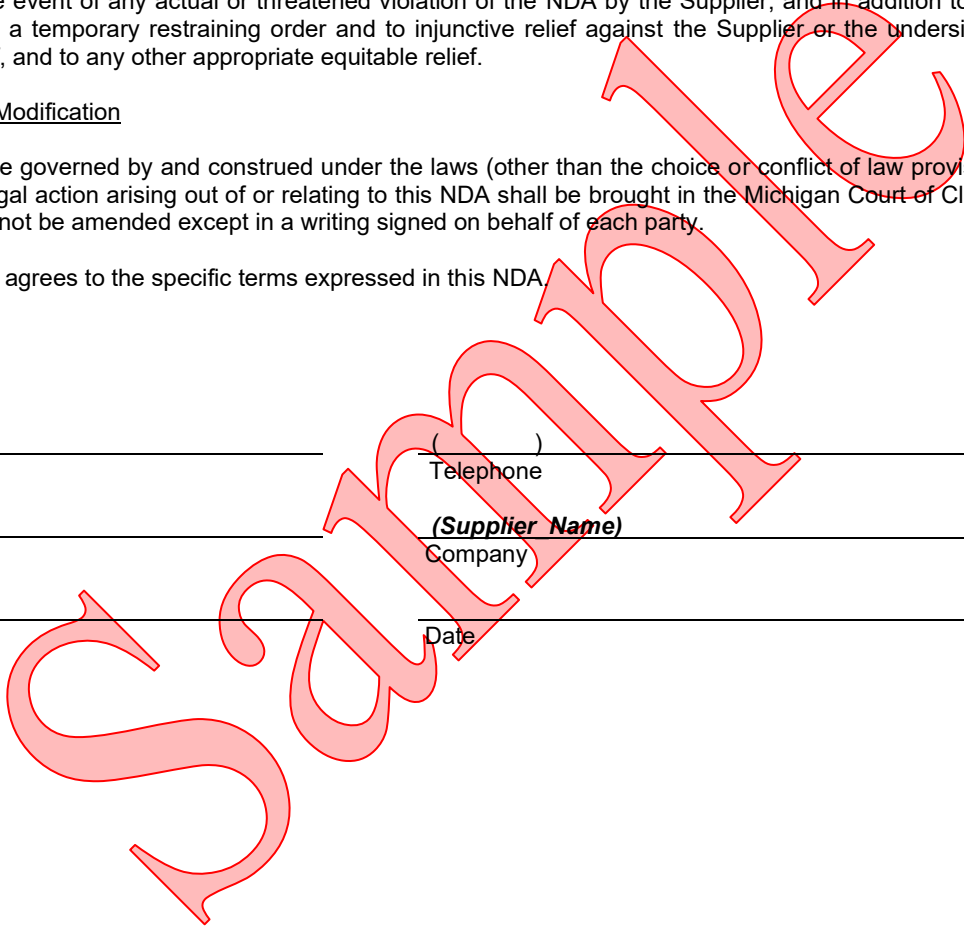 e event of any actual or threatened violation of the NDA by the Supplier, and in addition to
a temporary restraining order and to injunctive relief against the Supplier or the undersi
, and to any other appropriate equitable relief.
Modification
e governed by and construed under the laws (other than the choice or conflict of law provi
gal action arising out of or relating to this NDA shall be brought in the Michigan Court of Cl
not be amended except in a writing signed on behalf of each party.
agrees to the specific terms expressed in this NDA.
( )
Telephone
(Supplier_Name)
Company
Date
Sample